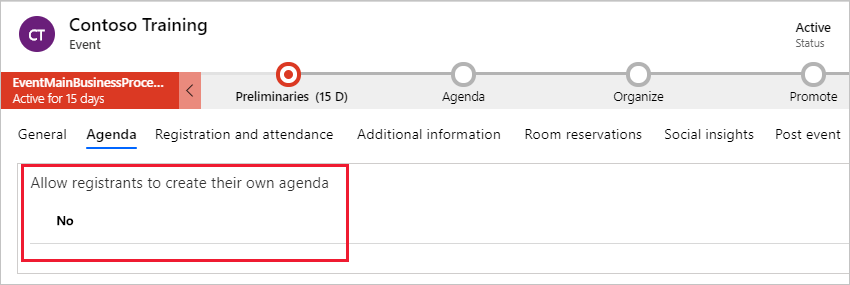 CT
Contoso Training
Event
Active
Status
EventMainBusinessProce...
Active for 15 days
Preliminaries (15 D)
Agenda
Organize
Promote
General
Agenda
Registration and attendance
Additional information
Room reservations
Social insights
Post event
Allow registrants to create their own agenda
No